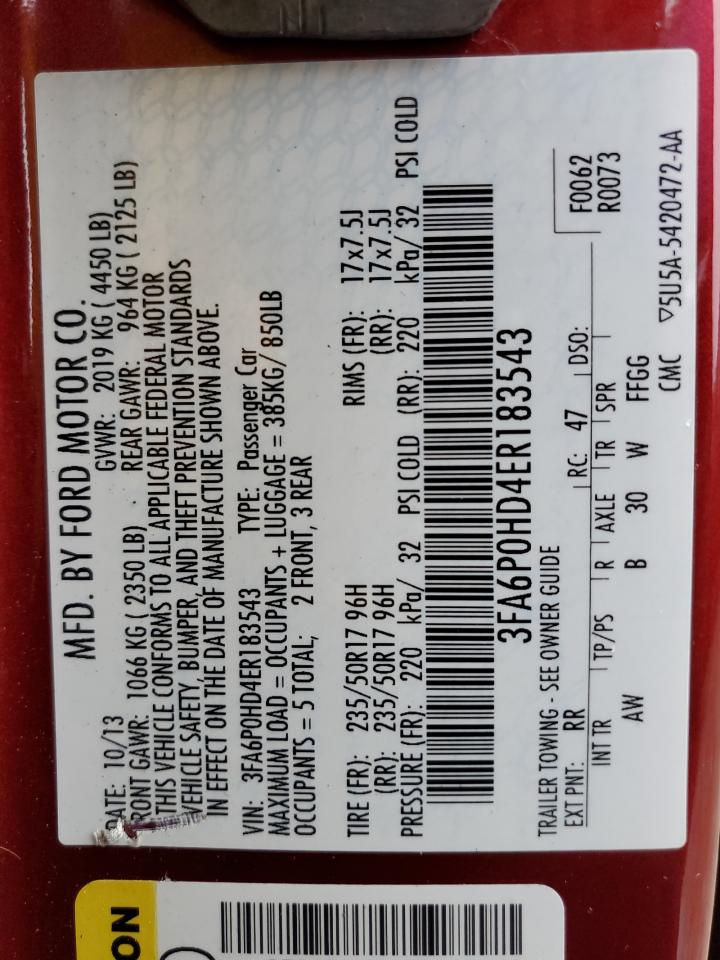 MFD. BY FORD MOTOR CO.
DATE: 10/13 GVWR: 2019 KG ( 4450 LB)
FRONT GAWR: 1066 KG ( 2350 LB) REAR GAWR: 964 KG ( 2125 LB)
THIS VEHICLE CONFORMS TO ALL APPLICABLE FEDERAL MOTOR
VEHICLE SAFETY, BUMPER, AND THEFT PREVENTION STANDARDS
IN EFFECT ON THE DATE OF MANUFACTURE SHOWN ABOVE.
VIN: 3FA6P0HD4ER183543 TYPE: Passenger Car
MAXIMUM LOAD = OCCUPANTS + LUGGAGE = 385KG/ 850LB
OCCUPANTS = 5 TOTAL; 2 FRONT, 3 REAR
TIRE (FR): 235/50R17 96H RIMS (FR): 17x7.5J
(RR): 235/50R17 96H (RR): 17x7.5J
PRESSURE (FR): 220 kPa/ 32 PSI COLD (RR): 220 kPa/ 32 PSI COLD
3FA6P0HD4ER183543
TRAILER TOWING - SEE OWNER GUIDE
EXT PNT: RR RC: 47 DSO: F0062
R0073
INT TR TP/PS R AXLE TR SPR
AW B 30 W FFGG
CMC ▽5U5A-5420472-AA
ON